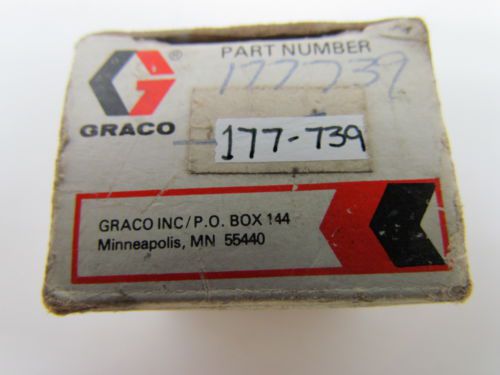 ® PART NUMBER
177739
GRACO
177-739
GRACO INC/P.O. BOX 144
Minneapolis, MN 55440